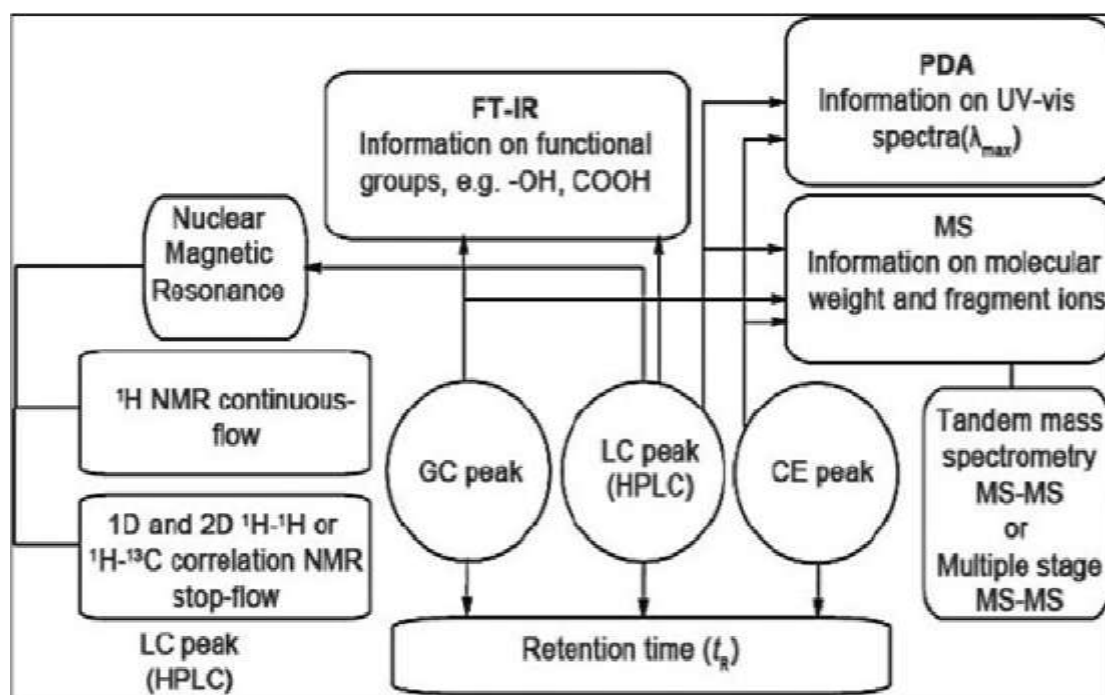 PDA
Information on UV-vis
spectra(λmax)
FT-IR
Information on functional
groups, e.g. -OH, COOH
Nuclear
Magnetic
Resonance
MS
Information on molecular
weight and fragment ions
¹H NMR continuous-
flow
GC peak
LC peak
(HPLC)
CE peak
Tandem mass
spectrometry
MS-MS
or
Multiple stage
MS-MS
1D and 2D ¹H-¹H or
¹H-¹³C correlation NMR
stop-flow
LC peak
(HPLC)
Retention time (tR)